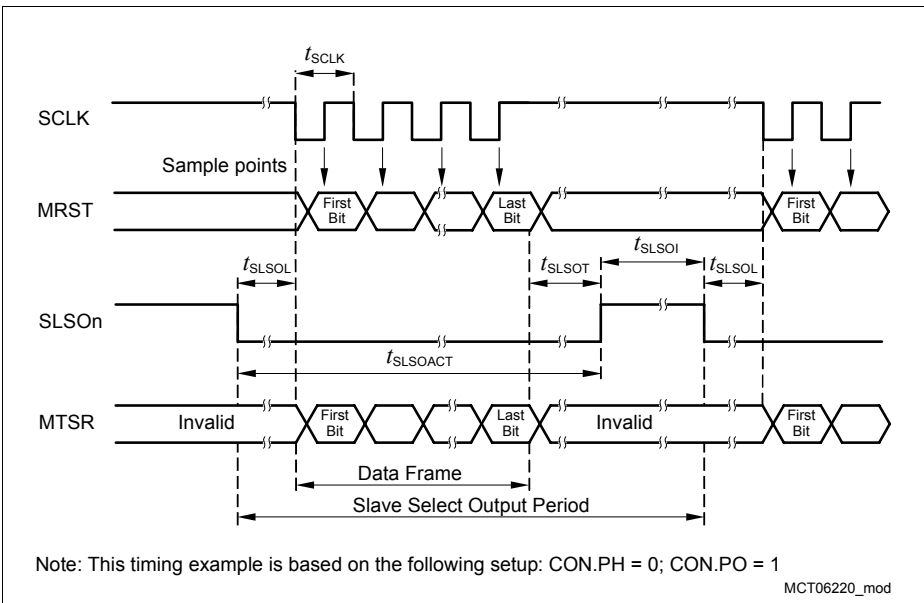 tSCLK
SCLK
Sample points
MRST
First Bit
Last Bit
First Bit
tSLSOL
tSLSOT
tSLSOI
tSLSOL
SLSOn
tSLSOACT
MTSR
Invalid
First Bit
Last Bit
Invalid
First Bit
Data Frame
Slave Select Output Period
Note: This timing example is based on the following setup: CON.PH = 0; CON.PO = 1
MCT06220_mod